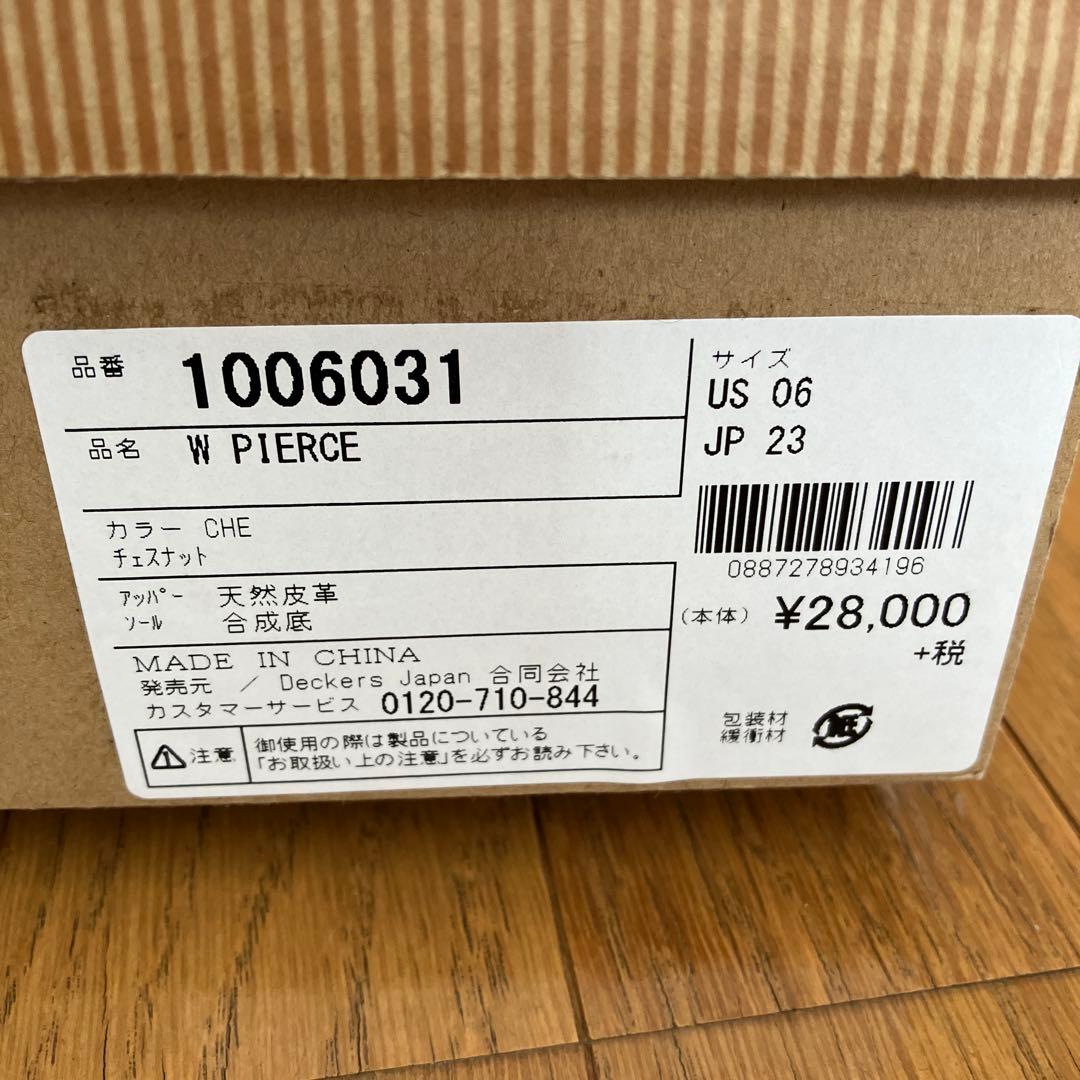 品番 1006031
品名 W PIERCE
カラー CHE
チェスナット
アッパー 天然皮革
ソール 合成底
MADE IN CHINA
発売元 / Deckers Japan 合同会社
カスタマーサービス 0120-710-844
注意
御使用の際は製品についている
「お取扱い上の注意」を必ずお読み下さい。
サイズ
US 06
JP 23
0887278934196
(本体) ¥28,000
+税
包装材
緩衝材
紙